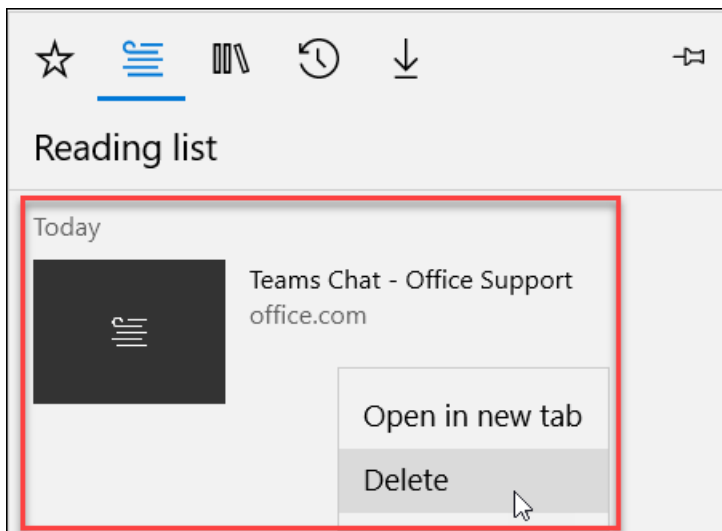 Reading list
Today
Teams Chat - Office Support
office.com
Open in new tab
Delete